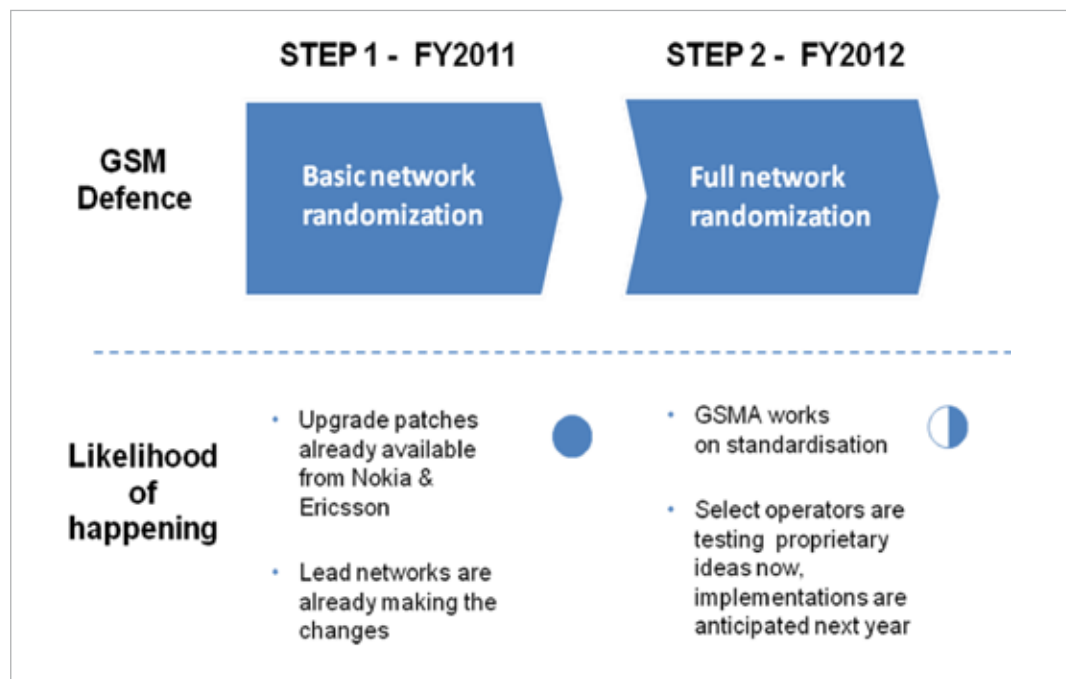 STEP 1 - FY2011
STEP 2 - FY2012
GSM
Defence
Basic network
randomization
Full network
randomization
Likelihood
of
happening
• Upgrade patches
already available
from Nokia &
Ericsson
• Lead networks are
already making the
changes
• GSMA works
on standardisation
• Select operators are
testing proprietary
ideas now,
implementations are
anticipated next year